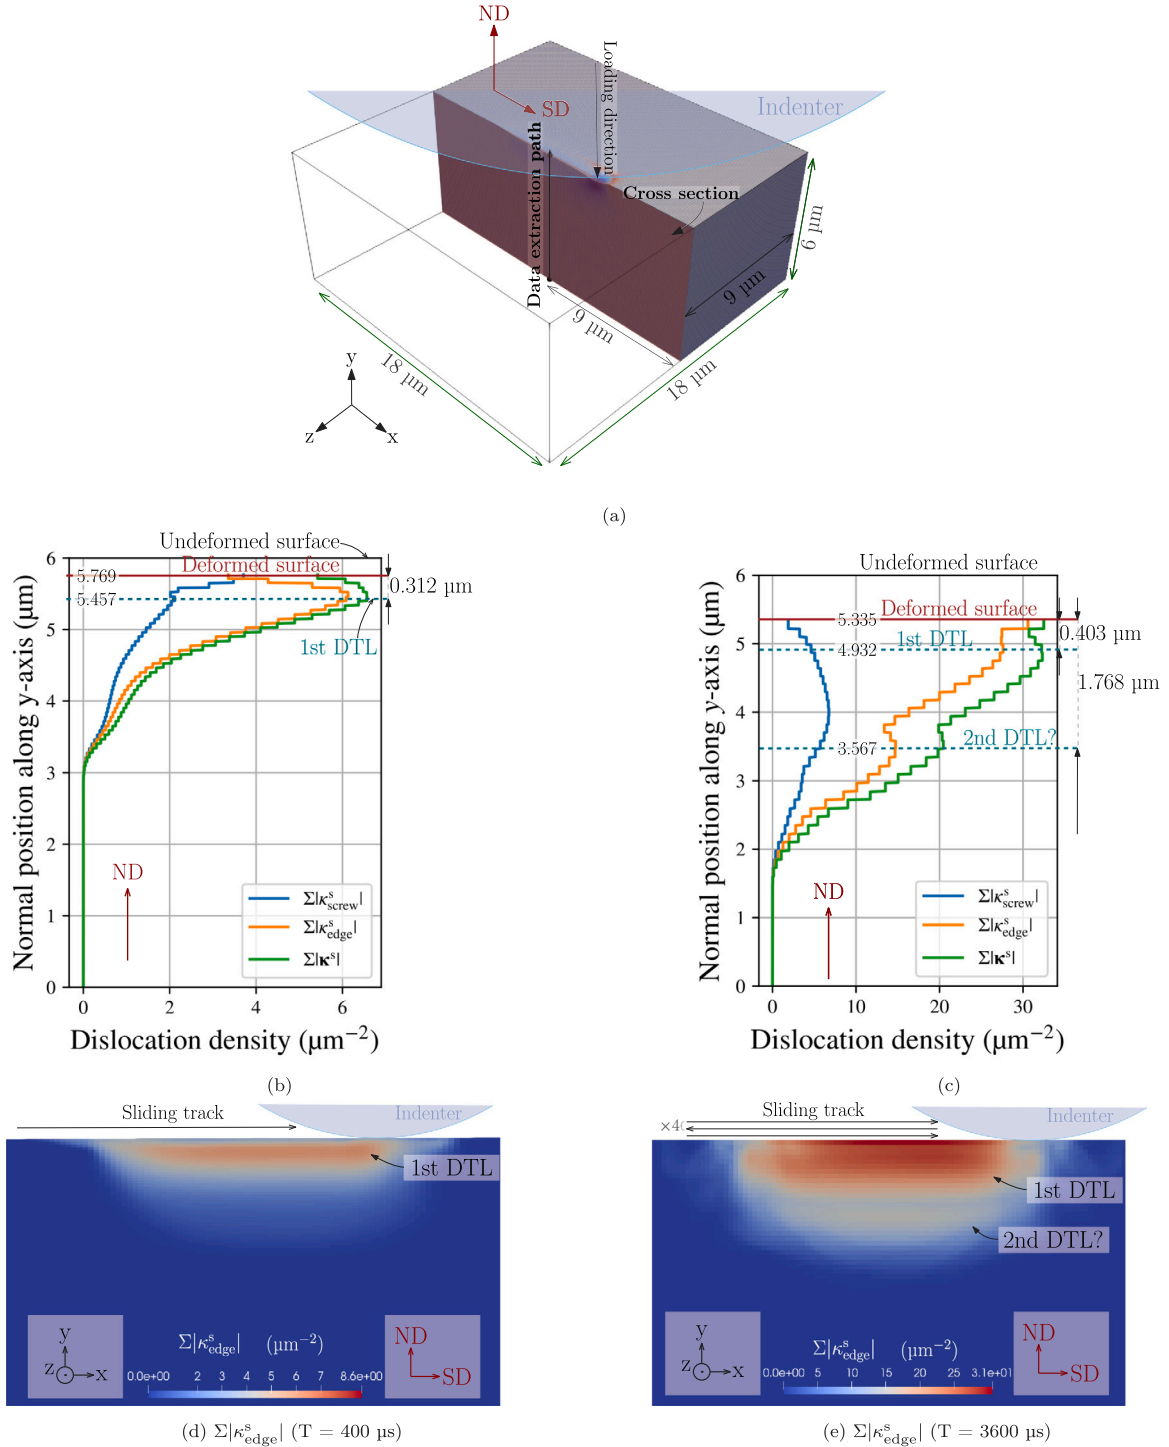 ND
SD
Loading direction
Indenter
Data extraction path
Cross section
9 µm
9 µm
9 µm
18 µm
18 µm
y
z
x
(a)
Undeformed surface
Deformed surface
6
5.769
5.457
0.312 µm
1st DTL
5
4
3
2
1
0
ND
Σ|κ^s_screw|
Σ|κ^s_edge|
Σ|κ^s|
0 2 4 6
Normal position along y-axis (µm)
Dislocation density (µm⁻²)
(b)
Undeformed surface
Deformed surface
6
5.335
1st DTL
4.932
0.403 µm
1.768 µm
2nd DTL?
3.567
5
4
3
2
1
0
ND
Σ|κ^s_screw|
Σ|κ^s_edge|
Σ|κ^s|
0 10 20 30
Normal position along y-axis (µm)
Dislocation density (µm⁻²)
(c)
Sliding track
Indenter
1st DTL
y
z x
Σ|κ^s_edge| (µm⁻²)
0.0e+00 2 3 4 5 6 7 8.6e+00
ND
SD
(d) Σ|κ^s_edge| (T = 400 µs)
Sliding track
Indenter
1st DTL
2nd DTL?
y
z x
Σ|κ^s_edge| (µm⁻²)
0.0e+00 5 10 15 20 25 3.1e+01
ND
SD
(e) Σ|κ^s_edge| (T = 3600 µs)